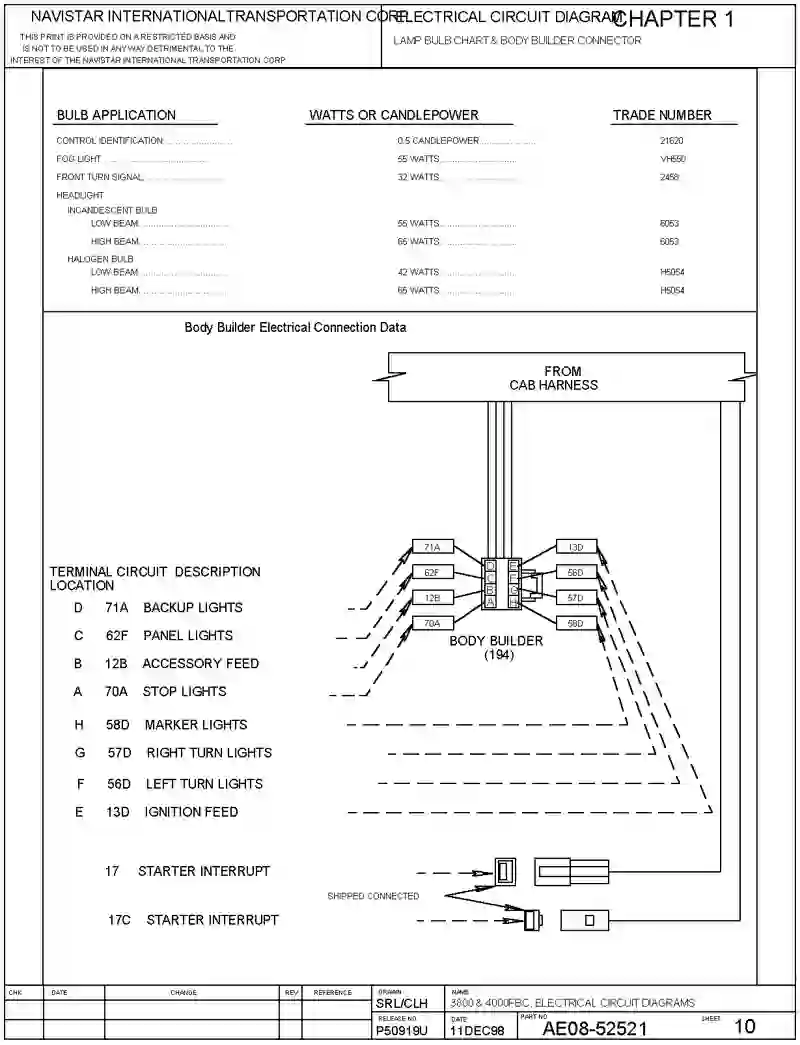 NAVISTAR INTERNATIONAL TRANSPORTATION CORP.
ELECTRICAL CIRCUIT DIAGRAM
CHAPTER 1
THIS PRINT IS PROVIDED ON A RESTRICTED BASIS AND
IS NOT TO BE USED IN ANY WAY DETRIMENTAL TO THE
INTEREST OF THE NAVISTAR INTERNATIONAL TRANSPORTATION CORP
LAMP BULB CHART & BODY BUILDER CONNECTOR
BULB APPLICATION WATTS OR CANDLEPOWER TRADE NUMBER
CONTROL IDENTIFICATION 0.5 CANDLEPOWER 21620
FOG LIGHT 55 WATTS VH550
FRONT TURN SIGNAL 32 WATTS 2458
HEADLIGHT
INCANDESCENT BULB
LOW BEAM 55 WATTS 6053
HIGH BEAM 65 WATTS 6053
HALOGEN BULB
LOW BEAM 42 WATTS H5054
HIGH BEAM 65 WATTS H5054
Body Builder Electrical Connection Data
FROM
CAB HARNESS
71A D E 13D
62F C F 56D
12B B G 57D
70A A H 58D
BODY BUILDER
(194)
TERMINAL CIRCUIT DESCRIPTION
LOCATION
D 71A BACKUP LIGHTS
C 62F PANEL LIGHTS
B 12B ACCESSORY FEED
A 70A STOP LIGHTS
H 58D MARKER LIGHTS
G 57D RIGHT TURN LIGHTS
F 56D LEFT TURN LIGHTS
E 13D IGNITION FEED
17 STARTER INTERRUPT
SHIPPED CONNECTED
17C STARTER INTERRUPT
CHK DATE CHANGE REV REFERENCE
DRAWN
SRL/CLH
NAME
3800 & 4000FBC, ELECTRICAL CIRCUIT DIAGRAMS
RELEASE NO.
P50919U
DATE
11DEC98
PART NO.
AE08-52521
SHEET
10